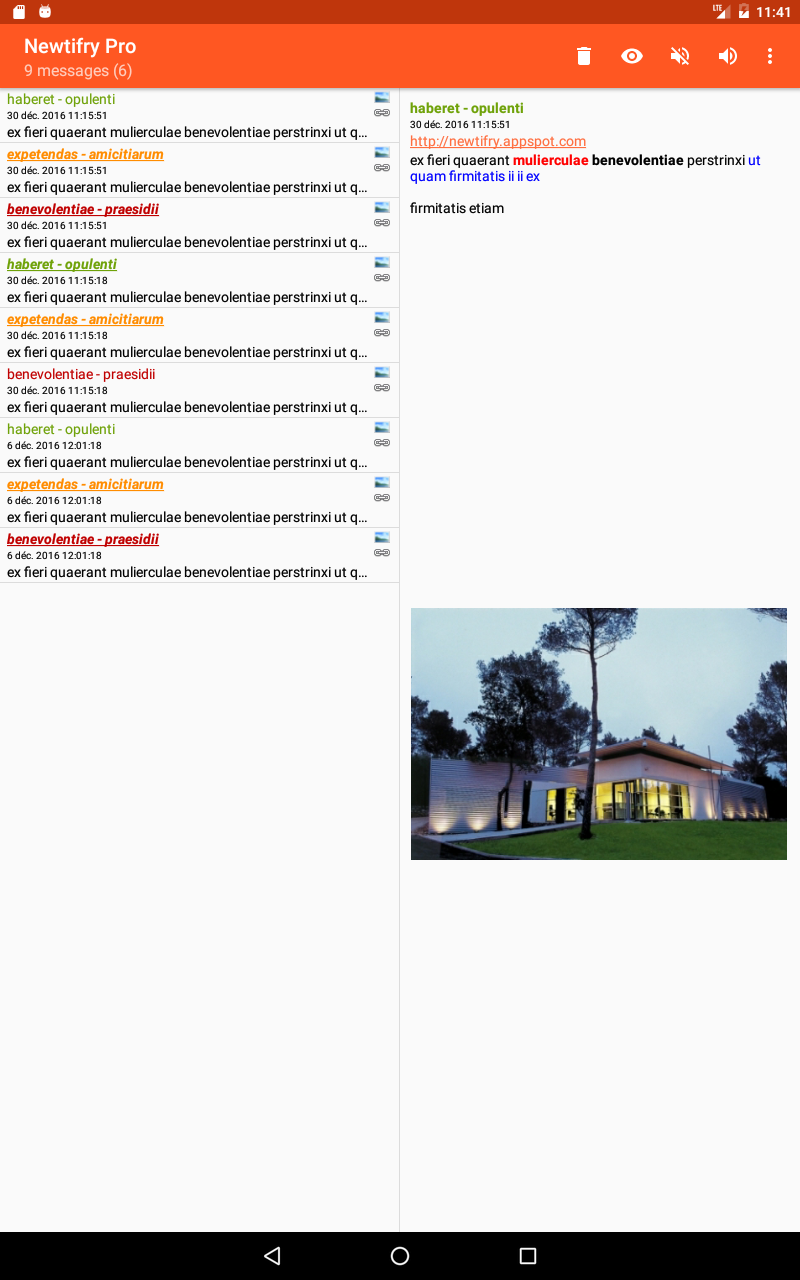 LTE 11:41
Newtifry Pro
9 messages (6)
haberet - opulenti
30 déc. 2016 11:15:51
ex fieri quaerant mulierculae benevolentiae perstrinxi ut q...
expetendas - amicitiarum
30 déc. 2016 11:15:51
ex fieri quaerant mulierculae benevolentiae perstrinxi ut q...
benevolentiae - praesidii
30 déc. 2016 11:15:51
ex fieri quaerant mulierculae benevolentiae perstrinxi ut q...
haberet - opulenti
30 déc. 2016 11:15:18
ex fieri quaerant mulierculae benevolentiae perstrinxi ut q...
expetendas - amicitiarum
30 déc. 2016 11:15:18
ex fieri quaerant mulierculae benevolentiae perstrinxi ut q...
benevolentiae - praesidii
30 déc. 2016 11:15:18
ex fieri quaerant mulierculae benevolentiae perstrinxi ut q...
haberet - opulenti
6 déc. 2016 12:01:18
ex fieri quaerant mulierculae benevolentiae perstrinxi ut q...
expetendas - amicitiarum
6 déc. 2016 12:01:18
ex fieri quaerant mulierculae benevolentiae perstrinxi ut q...
benevolentiae - praesidii
6 déc. 2016 12:01:18
ex fieri quaerant mulierculae benevolentiae perstrinxi ut q...
haberet - opulenti
30 déc. 2016 11:15:51
http://newtifry.appspot.com
ex fieri quaerant mulierculae benevolentiae perstrinxi ut
quam firmitatis ii ii ex
firmitatis etiam